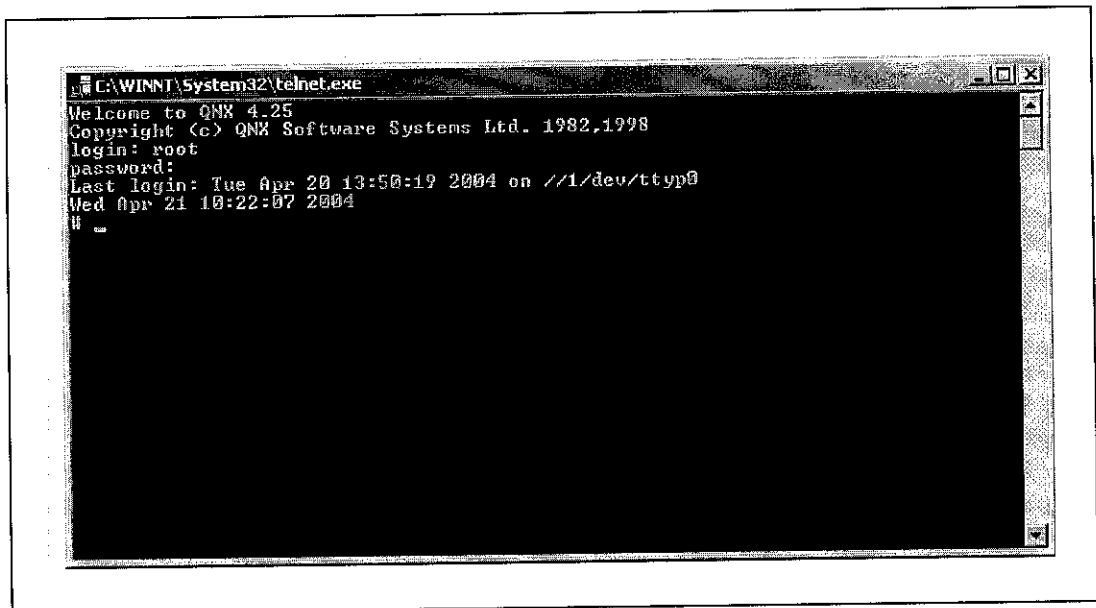 C:\WINNT\System32\telnet.exe
Welcome to QNX 4.25
Copyright (c) QNX Software Systems Ltd. 1982,1998
login: root
password:
Last login: Tue Apr 20 13:50:19 2004 on //1/dev/ttyp0
Wed Apr 21 10:22:07 2004
# _